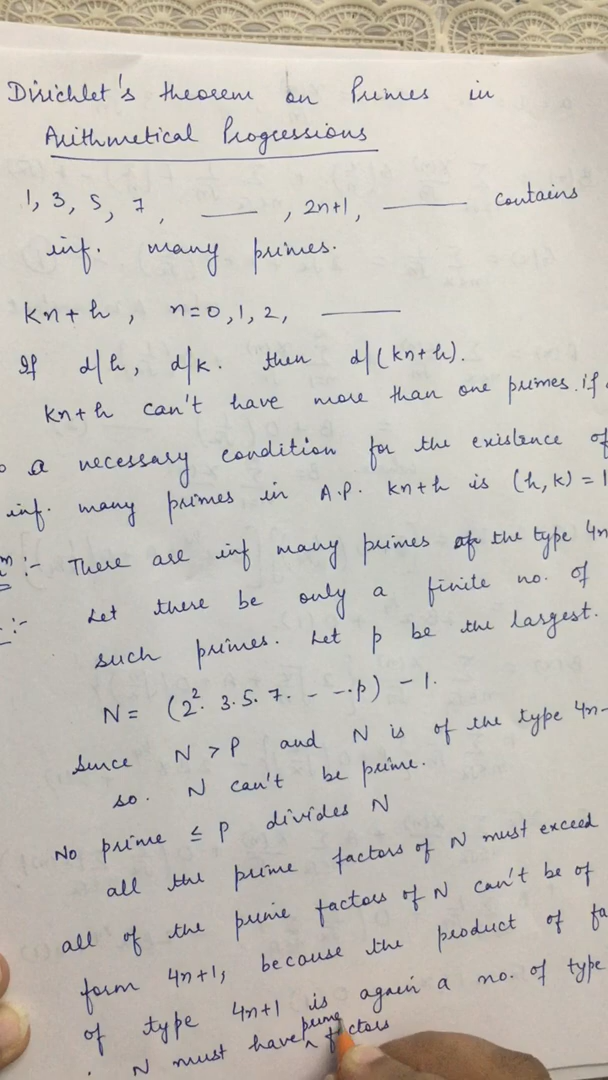 Dirichlet's theorem on Primes in
Arithmetical Progressions
1, 3, 5, 7, ——, 2n+1, —— contains
inf. many primes.
kn+h, n=0,1,2, ——
If d/h, d/k. then d/(kn+h).
kn+h can't have more than one primes. if
a necessary condition for the existence of
inf. many primes in A.P. kn+h is (h,k)=1
:- There are inf many primes of the type 4n
:- Let there be only a finite no. of
such primes. Let p be the largest.
N = (2². 3.5.7. - - -.p) - 1.
Since N > P and N is of the type 4n-
so. N can't be prime.
No prime ≤ p divides N
all the prime factors of N must exceed
all of the prime factors of N can't be of
form 4n+1, because the product of fa
of type 4n+1 is again a no. of type
N must have prime factors